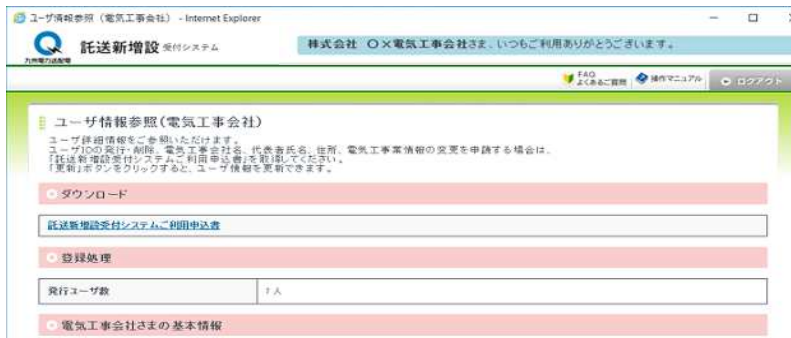 ユーザ情報参照(電気工事会社) - Internet Explorer
九州電力送配電
託送新増設 受付システム
株式会社 ○×電気工事会社さま、いつもご利用ありがとうございます。
FAQ
よくあるご質問
操作マニュアル
ログアウト
ユーザ情報参照(電気工事会社)
ユーザ詳細情報をご参照いただけます。
ユーザIDの発行・削除、電気工事会社名、代表者氏名、住所、電気工事業情報の変更を申請する場合は、
「託送新増設受付システムご利用申込書」を取得してください。
「更新」ボタンをクリックすると、ユーザ情報を更新できます。
ダウンロード
託送新増設受付システムご利用申込書
登録処理
発行ユーザ数
1 人
電気工事会社さまの基本情報